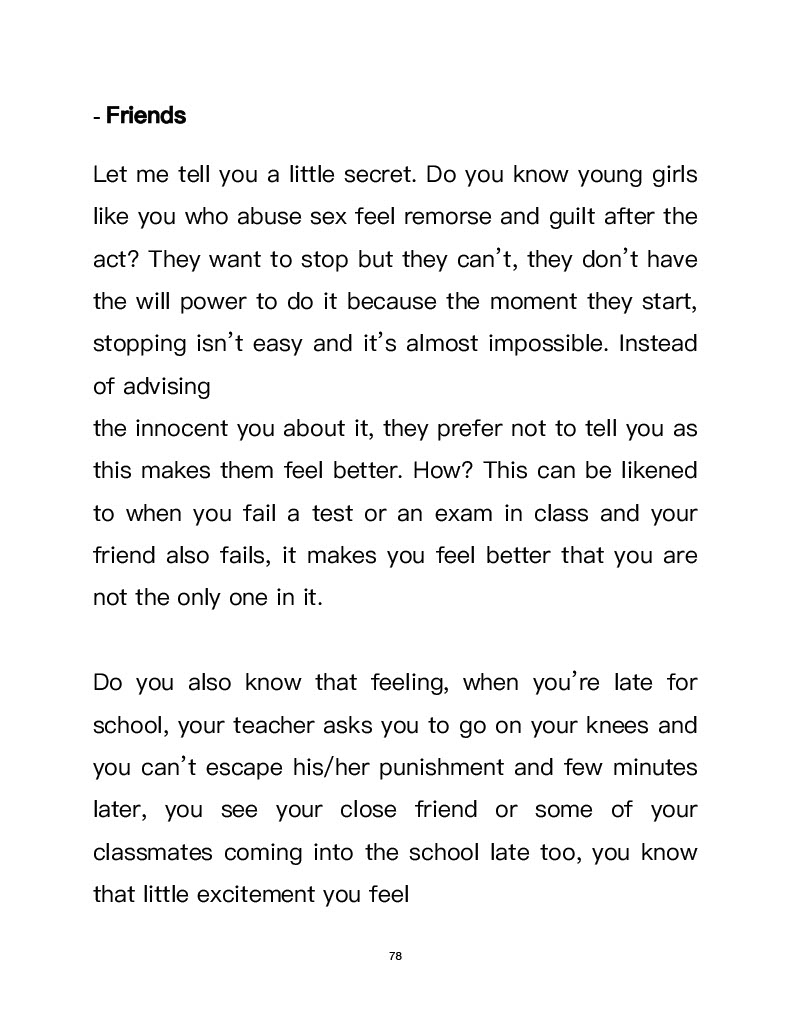 - Friends
Let me tell you a little secret. Do you know young girls
like you who abuse sex feel remorse and guilt after the
act? They want to stop but they can’t, they don’t have
the will power to do it because the moment they start,
stopping isn’t easy and it’s almost impossible. Instead
of advising
the innocent you about it, they prefer not to tell you as
this makes them feel better. How? This can be likened
to when you fail a test or an exam in class and your
friend also fails, it makes you feel better that you are
not the only one in it.
Do you also know that feeling, when you’re late for
school, your teacher asks you to go on your knees and
you can’t escape his/her punishment and few minutes
later, you see your close friend or some of your
classmates coming into the school late too, you know
that little excitement you feel
78